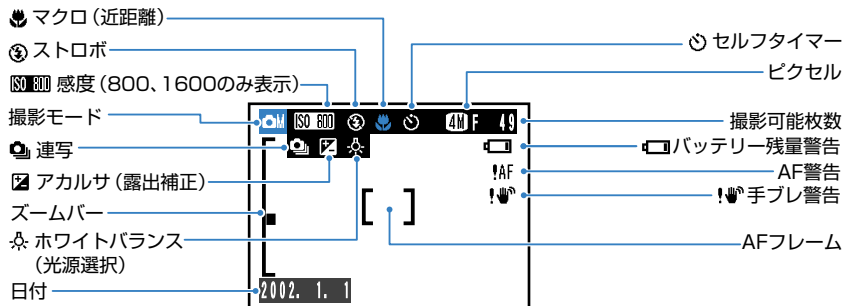 マクロ（近距離）
ストロボ
ISO 800 感度（800、1600のみ表示）
撮影モード
連写
アカルサ（露出補正）
ズームバー
ホワイトバランス
（光源選択）
日付
M ISO 800 4M F 49
!AF
!
2002. 1. 1
セルフタイマー
ピクセル
撮影可能枚数
バッテリー残量警告
AF警告
!手ブレ警告
AFフレーム